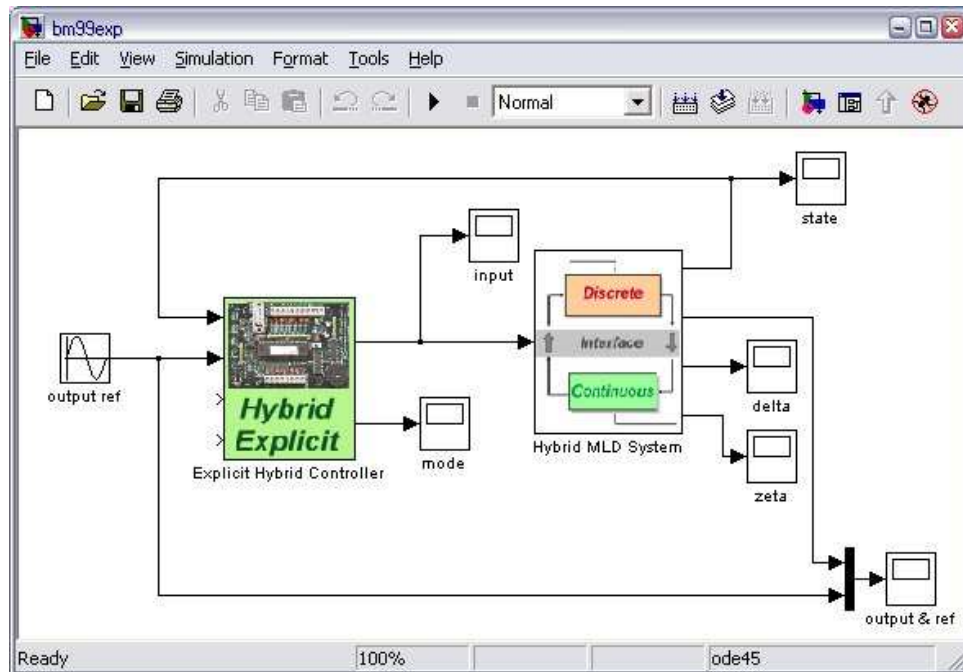 bm99exp
File Edit View Simulation Format Tools Help
Normal
state
input
Discrete
Interface
Continuous
output ref
Hybrid
Explicit
delta
Explicit Hybrid Controller
mode
Hybrid MLD System
zeta
output & ref
Ready 100% ode45